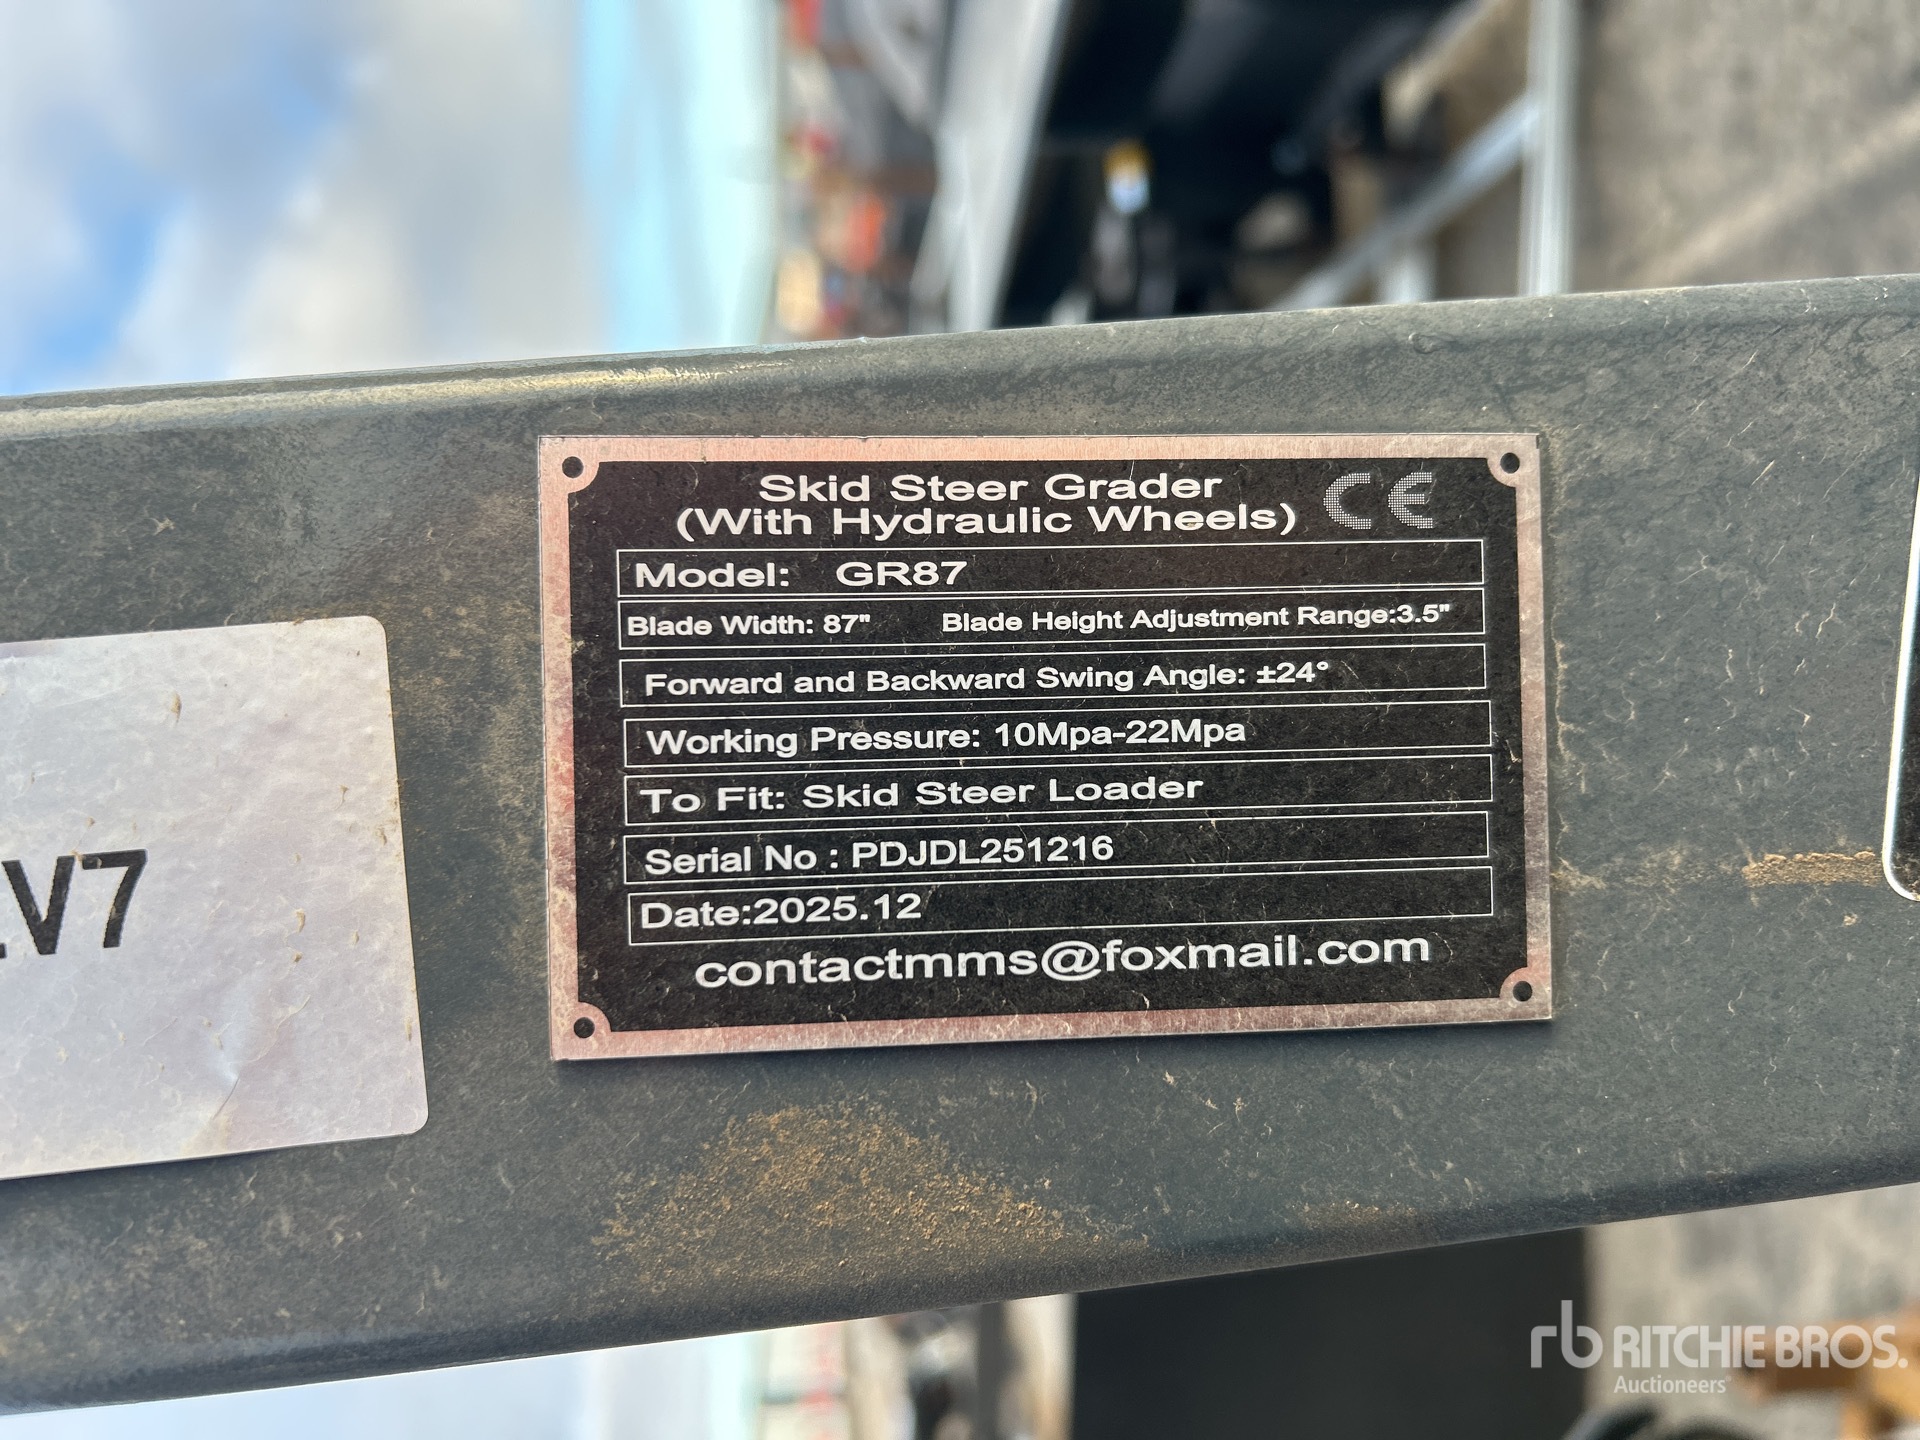 Skid Steer Grader
(With Hydraulic Wheels) CE
Model: GR87
Blade Width: 87" Blade Height Adjustment Range:3.5"
Forward and Backward Swing Angle: ±24°
Working Pressure: 10Mpa-22Mpa
To Fit: Skid Steer Loader
Serial No : PDJDL251216
Date:2025.12
contactmms@foxmail.com
V7
rb RITCHIE BROS.
Auctioneers